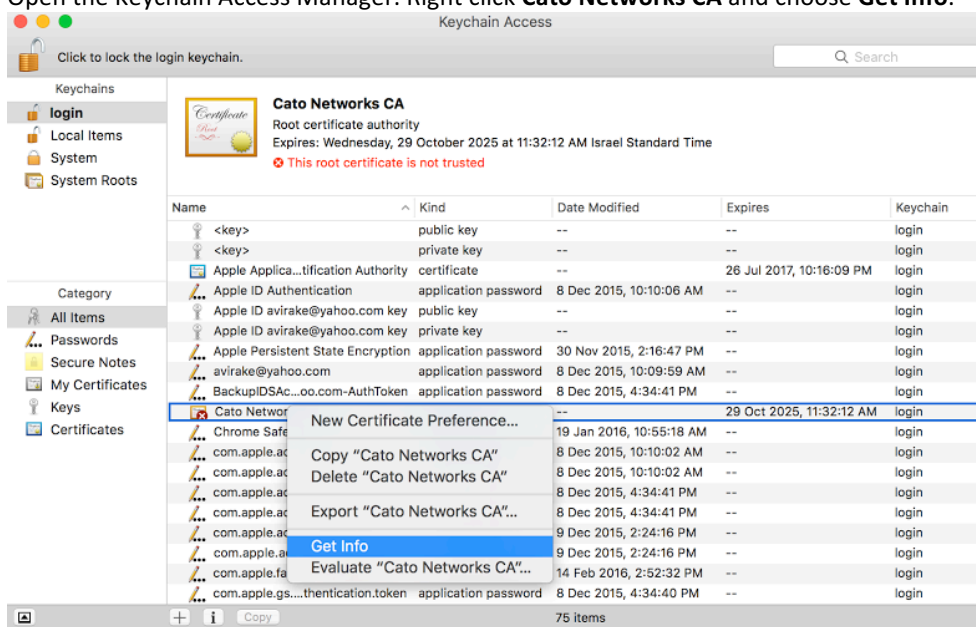 Open the Keychain Access Manager. Right click Cato Networks CA and choose Get Info.
Keychain Access
Click to lock the login keychain.
Search
Keychains
login
Local Items
System
System Roots
Certificate
Root
Cato Networks CA
Root certificate authority
Expires: Wednesday, 29 October 2025 at 11:32:12 AM Israel Standard Time
This root certificate is not trusted
Name Kind Date Modified Expires Keychain
<key> public key -- -- login
<key> private key -- -- login
Apple Applica...tification Authority certificate -- 26 Jul 2017, 10:16:09 PM login
Apple ID Authentication application password 8 Dec 2015, 10:10:06 AM -- login
Apple ID avirake@yahoo.com key public key -- -- login
Apple ID avirake@yahoo.com key private key -- -- login
Apple Persistent State Encryption application password 30 Nov 2015, 2:16:47 PM -- login
avirake@yahoo.com application password 8 Dec 2015, 10:09:59 AM -- login
BackupIDSAc...oo.com-AuthToken application password 8 Dec 2015, 4:34:41 PM -- login
Cato Networ -- 29 Oct 2025, 11:32:12 AM login
Chrome Safe 19 Jan 2016, 10:55:18 AM -- login
com.apple.ac 8 Dec 2015, 10:10:02 AM -- login
com.apple.ac 8 Dec 2015, 10:10:02 AM -- login
com.apple.ac 8 Dec 2015, 4:34:41 PM -- login
com.apple.ac 8 Dec 2015, 4:34:41 PM -- login
com.apple.ac 9 Dec 2015, 2:24:16 PM -- login
com.apple.a 9 Dec 2015, 2:24:16 PM -- login
com.apple.fa 14 Feb 2016, 2:52:32 PM -- login
com.apple.gs....thentication.token application password 8 Dec 2015, 4:34:40 PM -- login
New Certificate Preference...
Copy “Cato Networks CA”
Delete “Cato Networks CA”
Export “Cato Networks CA”...
Get Info
Evaluate “Cato Networks CA”...
Category
All Items
Passwords
Secure Notes
My Certificates
Keys
Certificates
+ i Copy 75 items